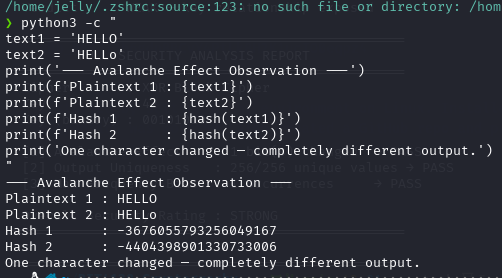 /home/jelly/.zshrc:source:123: no such file or directory: /hom
❯ python3 -c "
text1 = 'HELLO'
text2 = 'HELLo'
print('--- Avalanche Effect Observation ---')
print(f'Plaintext 1 : {text1}')
print(f'Plaintext 2 : {text2}')
print(f'Hash 1      : {hash(text1)}')
print(f'Hash 2      : {hash(text2)}')
print('One character changed — completely different output.')
"
--- Avalanche Effect Observation ---
Plaintext 1 : HELLO
Plaintext 2 : HELLo
Hash 1      : -3676055793256049167
Hash 2      : -4404398901330733006
One character changed — completely different output.